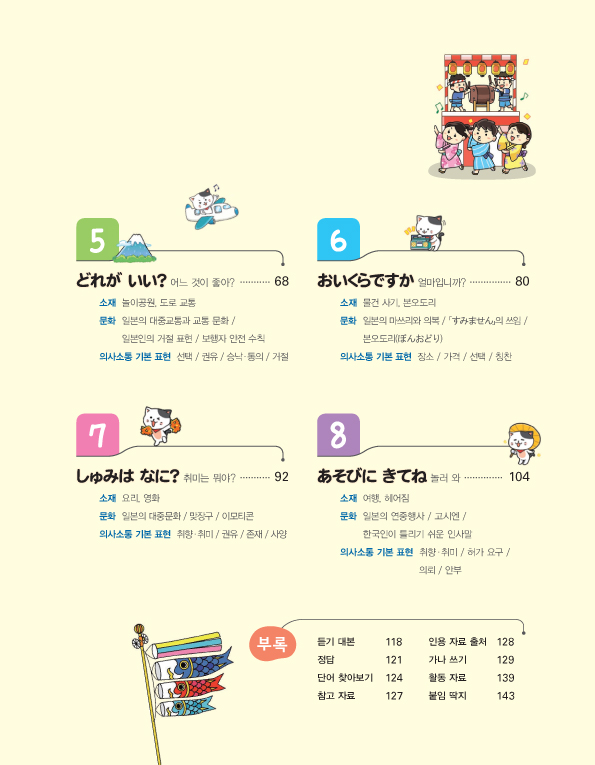 5
どれが いい? 어느 것이 좋아? ············ 68
소재 놀이공원, 도로 교통
문화 일본의 대중교통과 교통 문화 /
일본인의 거절 표현 / 보행자 안전 수칙
의사소통 기본 표현 선택 / 권유 / 승낙·동의 / 거절
6
おいくらですか 얼마입니까? ················ 80
소재 물건 사기, 본오도리
문화 일본의 마쓰리와 의복 / 「すみません」의 쓰임 /
본오도리(ぼんおどり)
의사소통 기본 표현 장소 / 가격 / 선택 / 칭찬
7
しゅみは なに? 취미는 뭐야? ············ 92
소재 요리, 영화
문화 일본의 대중문화 / 맞장구 / 이모티콘
의사소통 기본 표현 취향·취미 / 권유 / 존재 / 사양
8
あそびに きてね 놀러 와 ··············· 104
소재 여행, 헤어짐
문화 일본의 연중행사 / 고시엔 /
한국인이 틀리기 쉬운 인사말
의사소통 기본 표현 취향·취미 / 허가 요구 /
의뢰 / 안부
부록
듣기 대본 118
정답 121
단어 찾아보기 124
참고 자료 127
인용 자료 출처 128
가나 쓰기 129
활동 자료 139
붙임 딱지 143